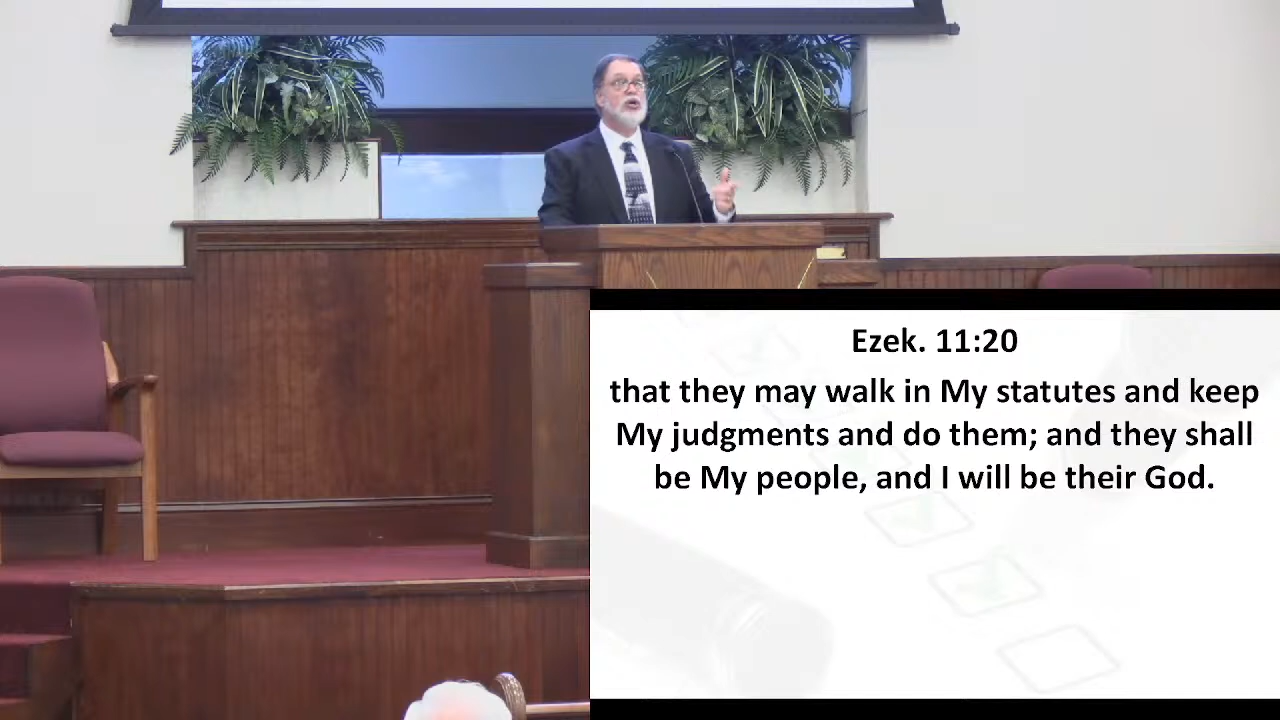 Ezek. 11:20
that they may walk in My statutes and keep
My judgments and do them; and they shall
be My people, and I will be their God.